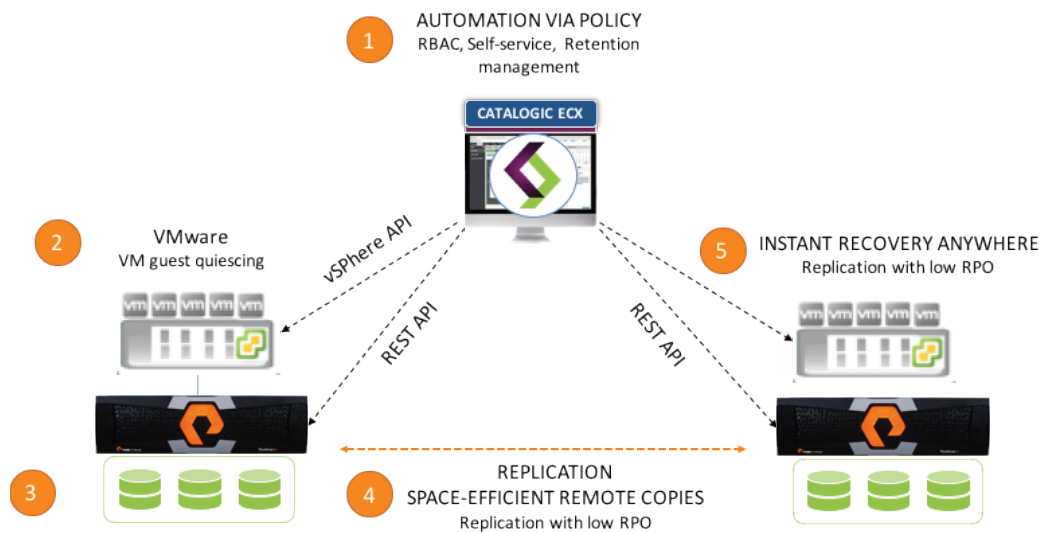 1
AUTOMATION VIA POLICY
RBAC, Self-service, Retention
management
CATALOGIC ECX
2
VMware
VM guest quiescing
vSPhere API
REST API
REST API
5
INSTANT RECOVERY ANYWHERE
Replication with low RPO
vm vm vm vm vm
vm vm vm vm vm
3
4
REPLICATION
SPACE-EFFICIENT REMOTE COPIES
Replication with low RPO